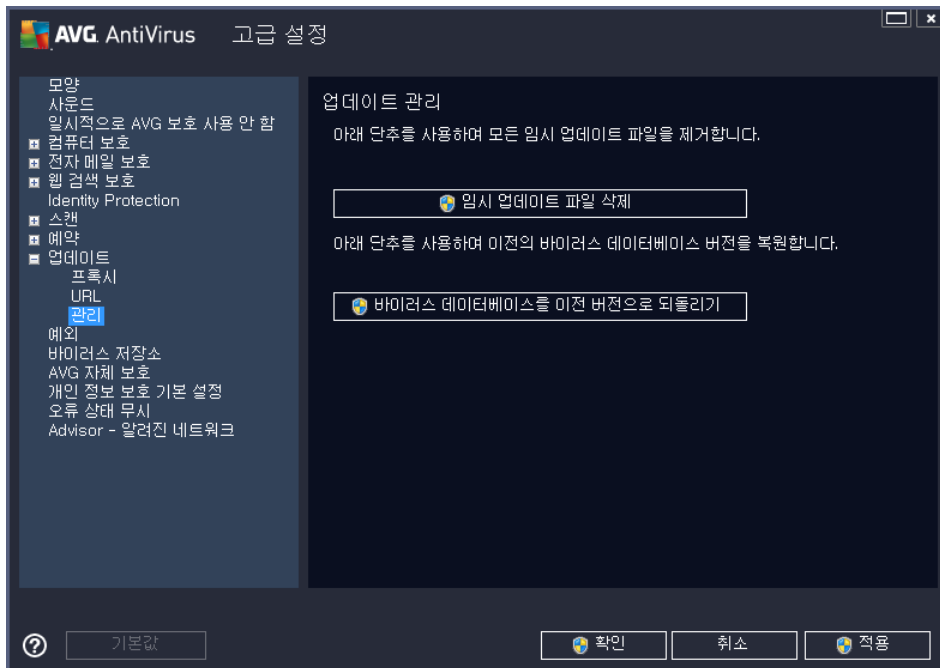 AVG. AntiVirus 고급 설정
모양
사운드
일시적으로 AVG 보호 사용 안 함
컴퓨터 보호
전자 메일 보호
웹 검색 보호
Identity Protection
스캔
예약
업데이트
프록시
URL
관리
예외
바이러스 저장소
AVG 자체 보호
개인 정보 보호 기본 설정
오류 상태 무시
Advisor - 알려진 네트워크
업데이트 관리
아래 단추를 사용하여 모든 임시 업데이트 파일을 제거합니다.
임시 업데이트 파일 삭제
아래 단추를 사용하여 이전의 바이러스 데이터베이스 버전을 복원합니다.
바이러스 데이터베이스를 이전 버전으로 되돌리기
기본값
확인
취소
적용